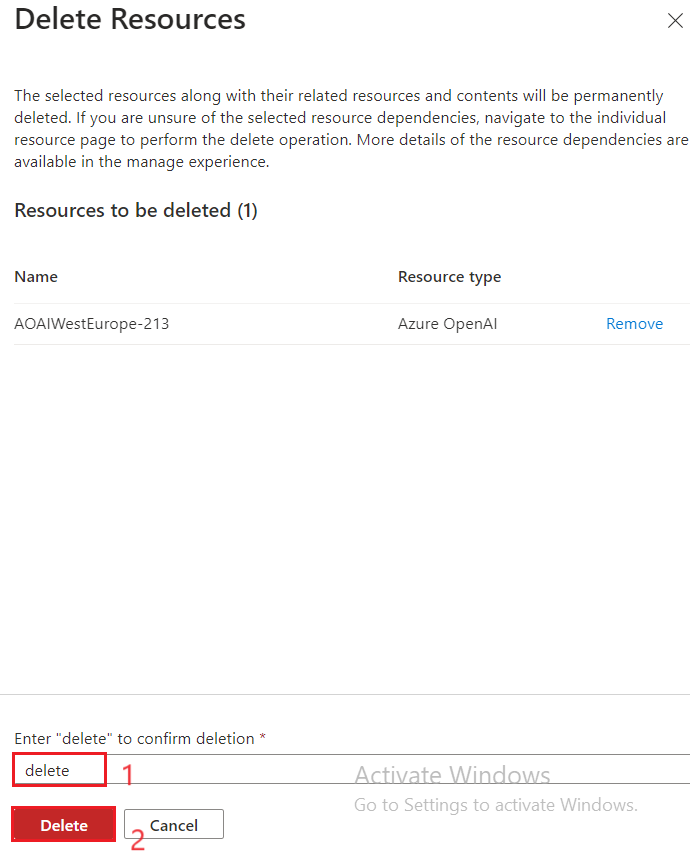 Delete Resources
The selected resources along with their related resources and contents will be permanently
deleted. If you are unsure of the selected resource dependencies, navigate to the individual
resource page to perform the delete operation. More details of the resource dependencies are
available in the manage experience.
Resources to be deleted (1)
Name Resource type
AOAIWestEurope-213 Azure OpenAI Remove
Enter "delete" to confirm deletion *
delete 1 Activate Windows
Go to Settings to activate Windows.
Delete 2 Cancel